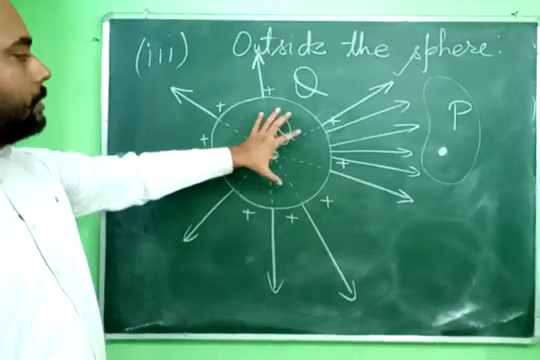 (iii) Outside the sphere:
Q
P
+
+
+
+
+
+
+
+